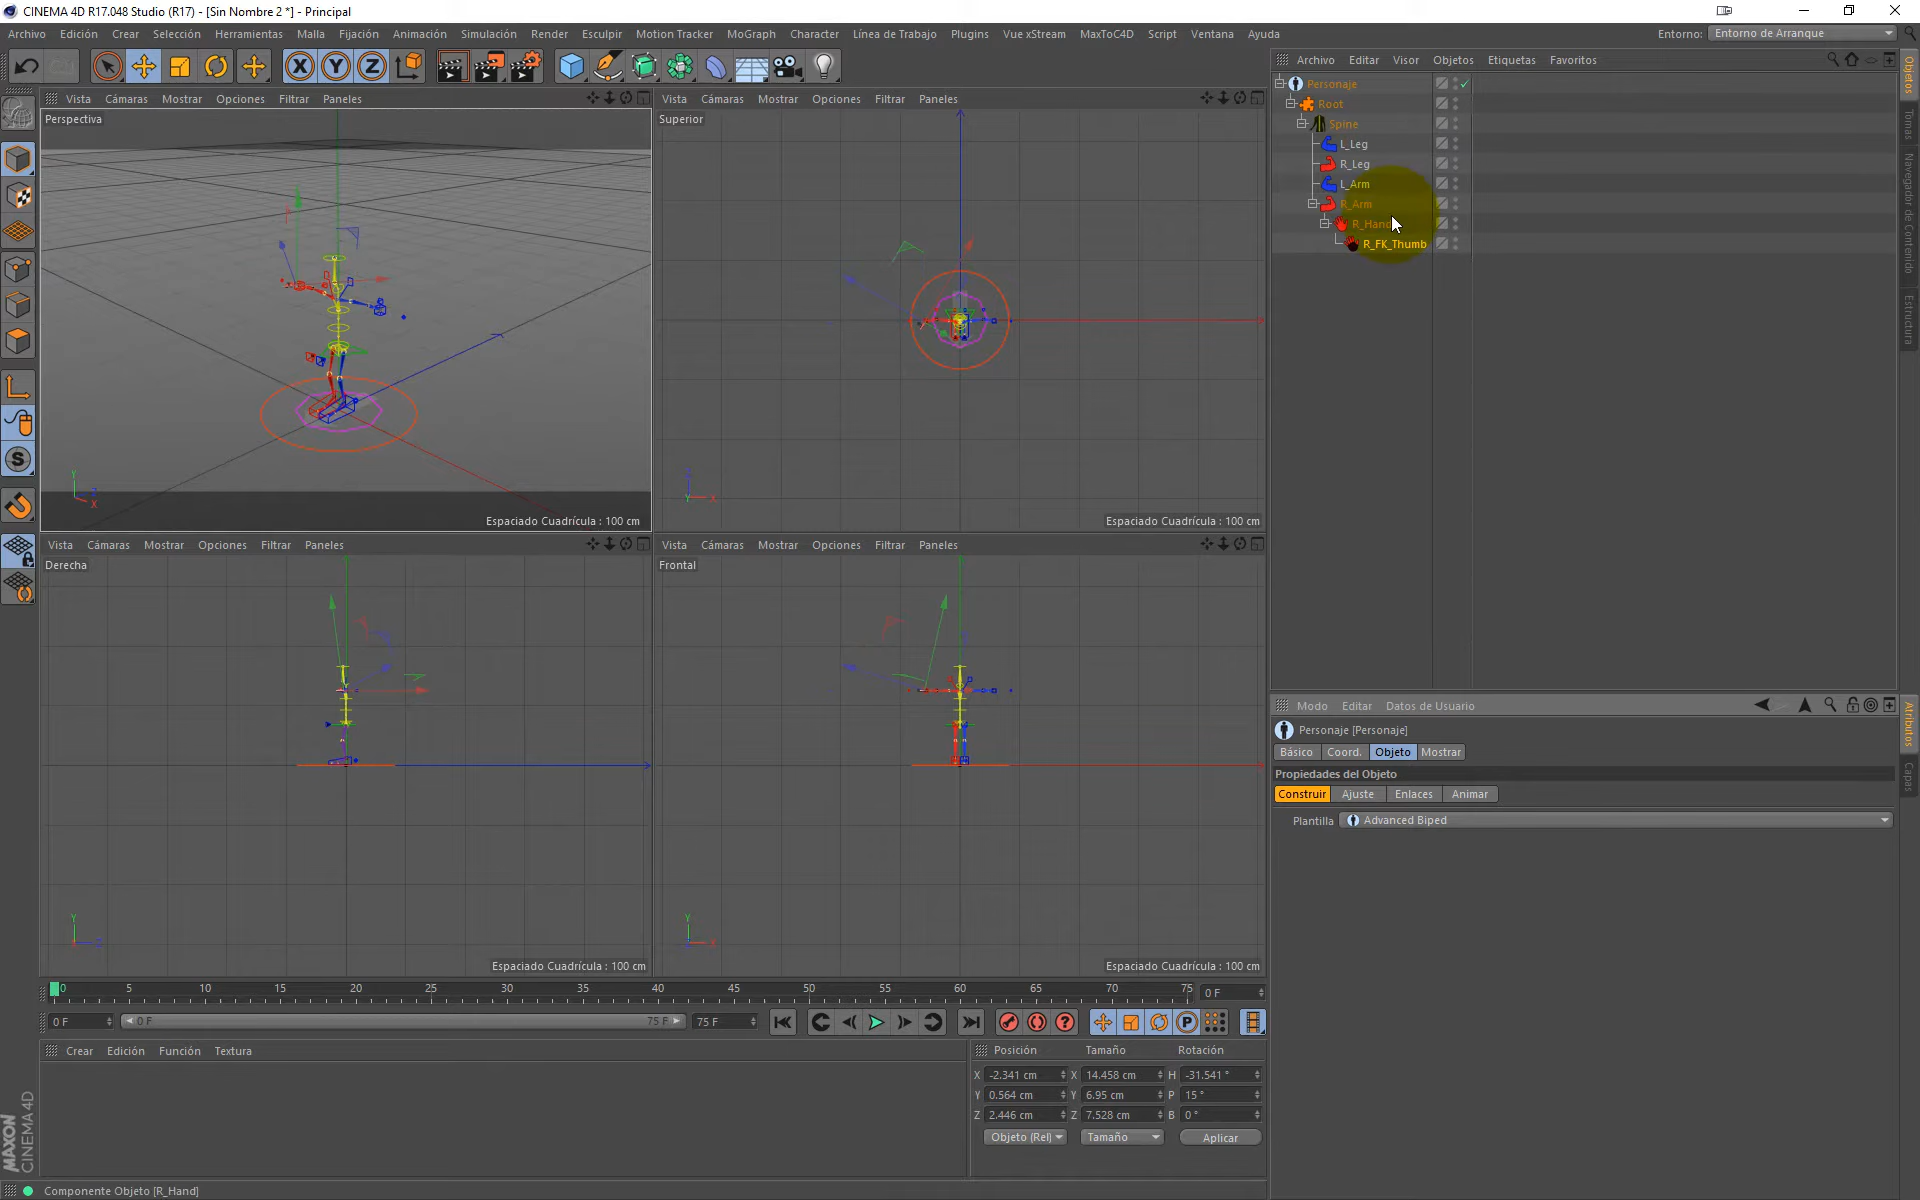 CINEMA 4D R17.048 Studio (R17) - [Sin Nombre 2 *] - Principal
Archivo Edición Crear Selección Herramientas Malla Fijación Animación Simulación Render Esculpir Motion Tracker MoGraph Character Línea de Trabajo Plugins Vue xStream MaxToC4D Script Ventana Ayuda Entorno: Entorno de Arranque
X Y Z
Archivo Editar Visor Objetos Etiquetas Favoritos
Vista Cámaras Mostrar Opciones Filtrar Paneles
Perspectiva
Espaciado Cuadrícula : 100 cm
Vista Cámaras Mostrar Opciones Filtrar Paneles
Superior
Espaciado Cuadrícula : 100 cm
Personaje
Root
Spine
L_Leg
R_Leg
L_Arm
R_Arm
R_Hand
R_FK_Thumb
Objetos
Tomas
Navegador de Contenido
Estructura
Vista Cámaras Mostrar Opciones Filtrar Paneles
Derecha
Espaciado Cuadrícula : 100 cm
Vista Cámaras Mostrar Opciones Filtrar Paneles
Frontal
Espaciado Cuadrícula : 100 cm
Modo Editar Datos de Usuario
Personaje [Personaje]
Básico Coord. Objeto Mostrar
Propiedades del Objeto
Construir Ajuste Enlaces Animar
Plantilla Advanced Biped
Atributos
Capas
0 5 10 15 20 25 30 35 40 45 50 55 60 65 70 75 0 F
0 F 0 F 75 F 75 F
Crear Edición Función Textura
Posición Tamaño Rotación
X -2.341 cm X 14.458 cm H -31.541 °
Y 0.564 cm Y 6.95 cm P 15 °
Z 2.446 cm Z 7.528 cm B 0 °
Objeto (Rel) Tamaño Aplicar
MAXON
CINEMA 4D
Componente Objeto [R_Hand]